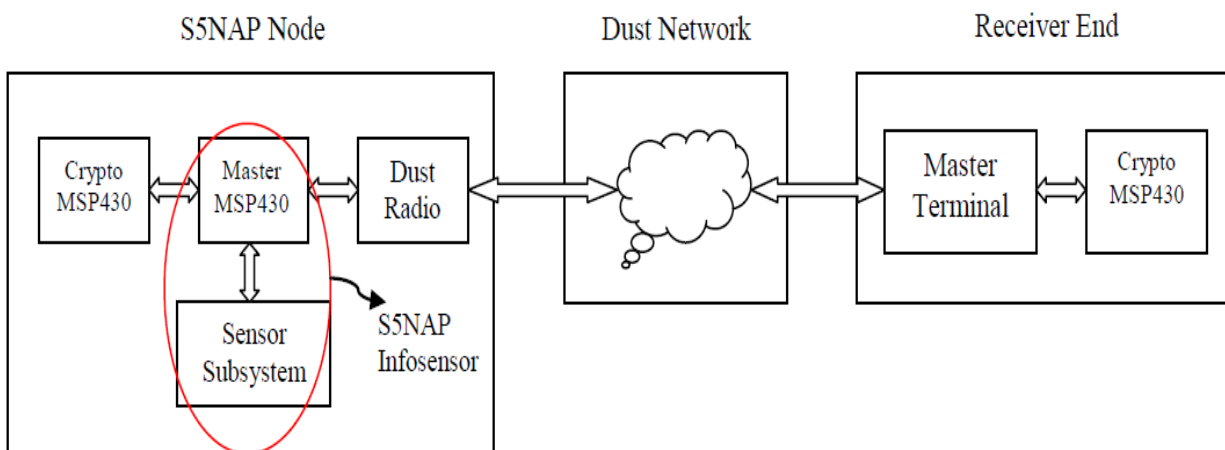 S5NAP Node
Dust Network
Receiver End
Crypto
MSP430
Master
MSP430
Dust
Radio
Sensor
Subsystem
S5NAP
Infosensor
Master
Terminal
Crypto
MSP430